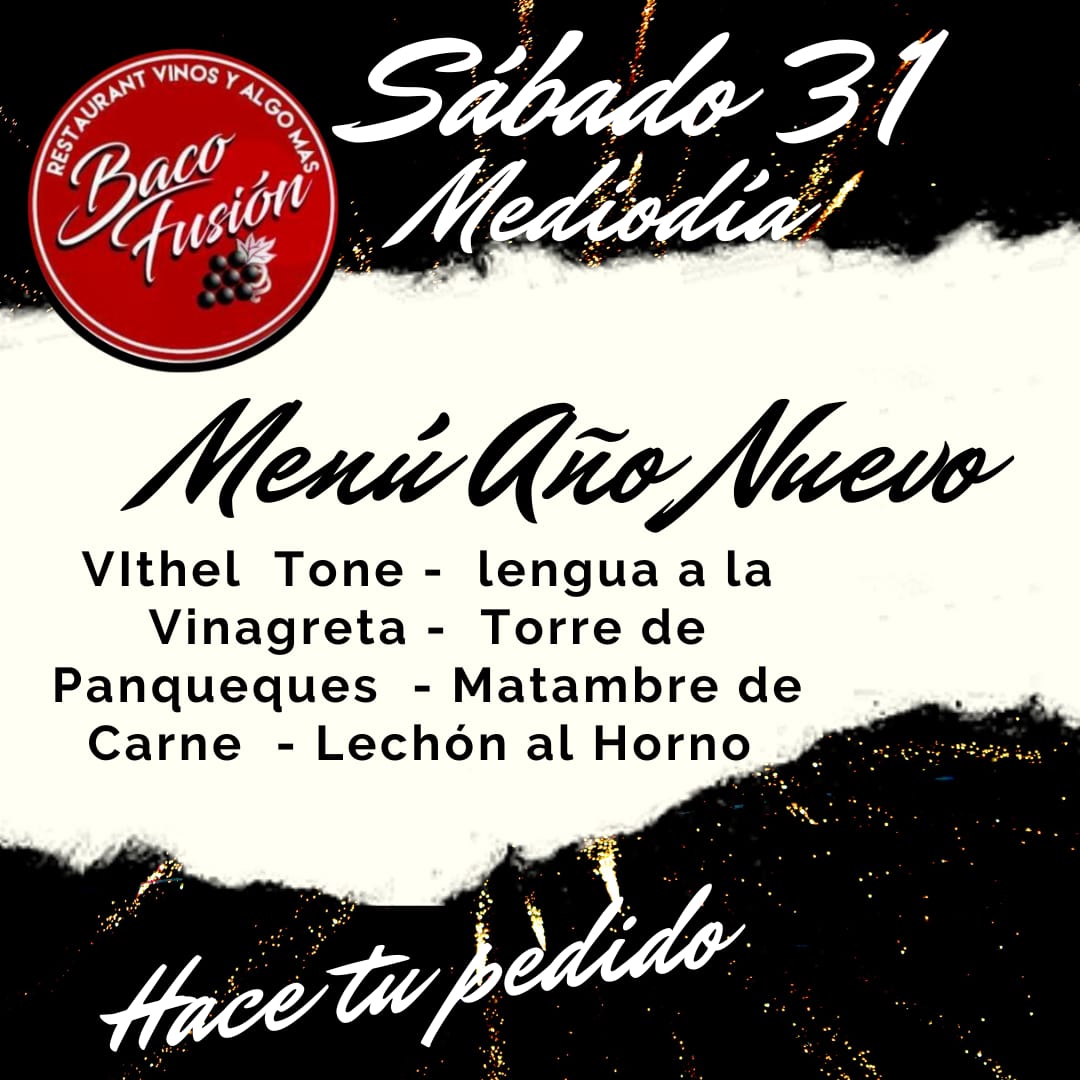 RESTAURANT VINOS Y ALGO MAS
Baco
Fusión
Sábado 31
Mediodía
Menú Año Nuevo
VIthel Tone - lengua a la
Vinagreta - Torre de
Panqueques - Matambre de
Carne - Lechón al Horno
Hace tu pedido